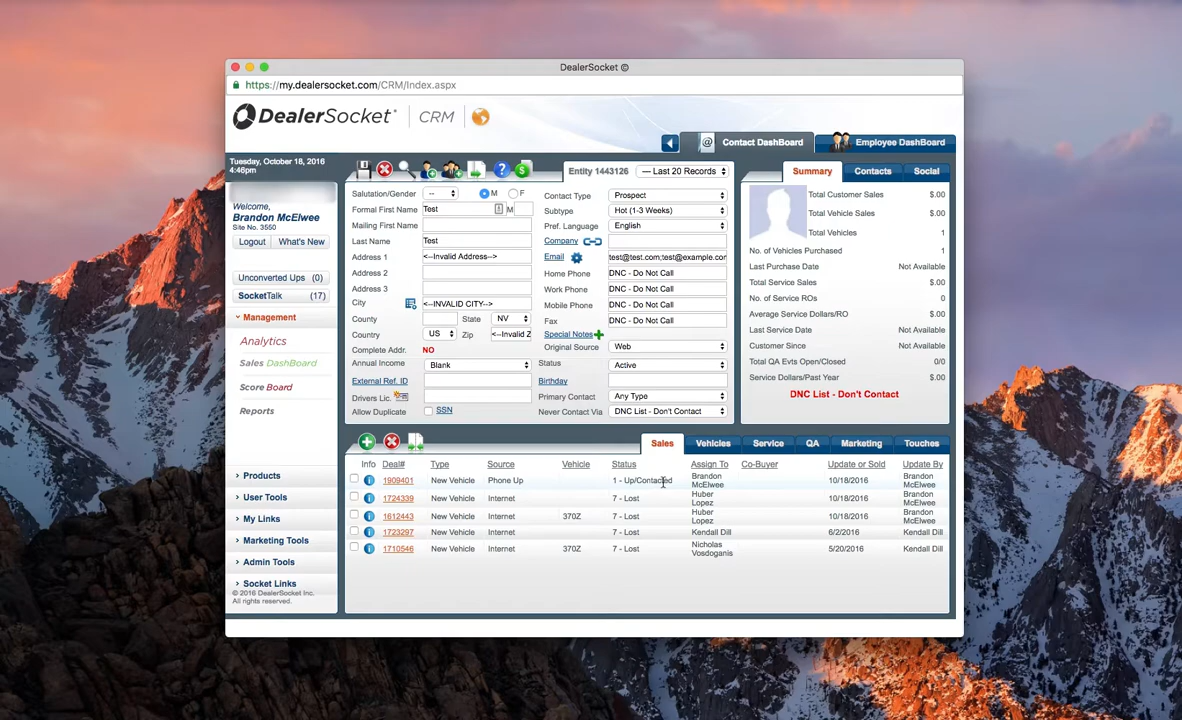 DealerSocket ©
https://my.dealersocket.com/CRM/Index.aspx
DealerSocket CRM
@ Contact DashBoard
Employee DashBoard
Tuesday, October 18, 2016
4:46pm
Welcome,
Brandon McElwee
Site No. 3550
Logout What's New
Unconverted Ups (0)
SocketTalk (17)
Management
Analytics
Sales DashBoard
Score Board
Reports
Products
User Tools
My Links
Marketing Tools
Admin Tools
Socket Links
© 2016 DealerSocket Inc.
All rights reserved.
Entity 1443126 --- Last 20 Records
Salutation/Gender -- M F
Formal First Name Test M
Mailing First Name
Last Name Test
Address 1 <--Invalid Address-->
Address 2
Address 3
City <--INVALID CITY-->
County State NV
Country US Zip <--Invalid Z
Complete Addr. NO
Annual Income Blank
External Ref. ID
Drivers Lic.
Allow Duplicate SSN
Contact Type Prospect
Subtype Hot (1-3 Weeks)
Pref. Language English
Company
Email test@test.com;test@example.com
Home Phone DNC - Do Not Call
Work Phone DNC - Do Not Call
Mobile Phone DNC - Do Not Call
Fax DNC - Do Not Call
Special Notes
Original Source Web
Status Active
Birthday
Primary Contact Any Type
Never Contact Via DNC List - Don't Contact
Summary Contacts Social
Total Customer Sales $.00
Total Vehicle Sales $.00
Total Vehicles 1
No. of Vehicles Purchased 1
Last Purchase Date Not Available
Total Service Sales $.00
No. of Service ROs 0
Average Service Dollars/RO $.00
Last Service Date Not Available
Customer Since Not Available
Total QA Evts Open/Closed 0/0
Service Dollars/Past Year $.00
DNC List - Don't Contact
Sales Vehicles Service QA Marketing Touches
Info Deal# Type Source Vehicle Status Assign To Co-Buyer Update or Sold Update By
1909401 New Vehicle Phone Up 1 - Up/Contacted Brandon McElwee 10/18/2016 Brandon McElwee
1724339 New Vehicle Internet 7 - Lost Huber Lopez 10/18/2016 Brandon McElwee
1612443 New Vehicle Internet 370Z 7 - Lost Huber Lopez 10/18/2016 Brandon McElwee
1723297 New Vehicle Internet 7 - Lost Kendall Dill 6/2/2016 Kendall Dill
1710546 New Vehicle Internet 370Z 7 - Lost Nicholas Vosdoganis 5/20/2016 Kendall Dill